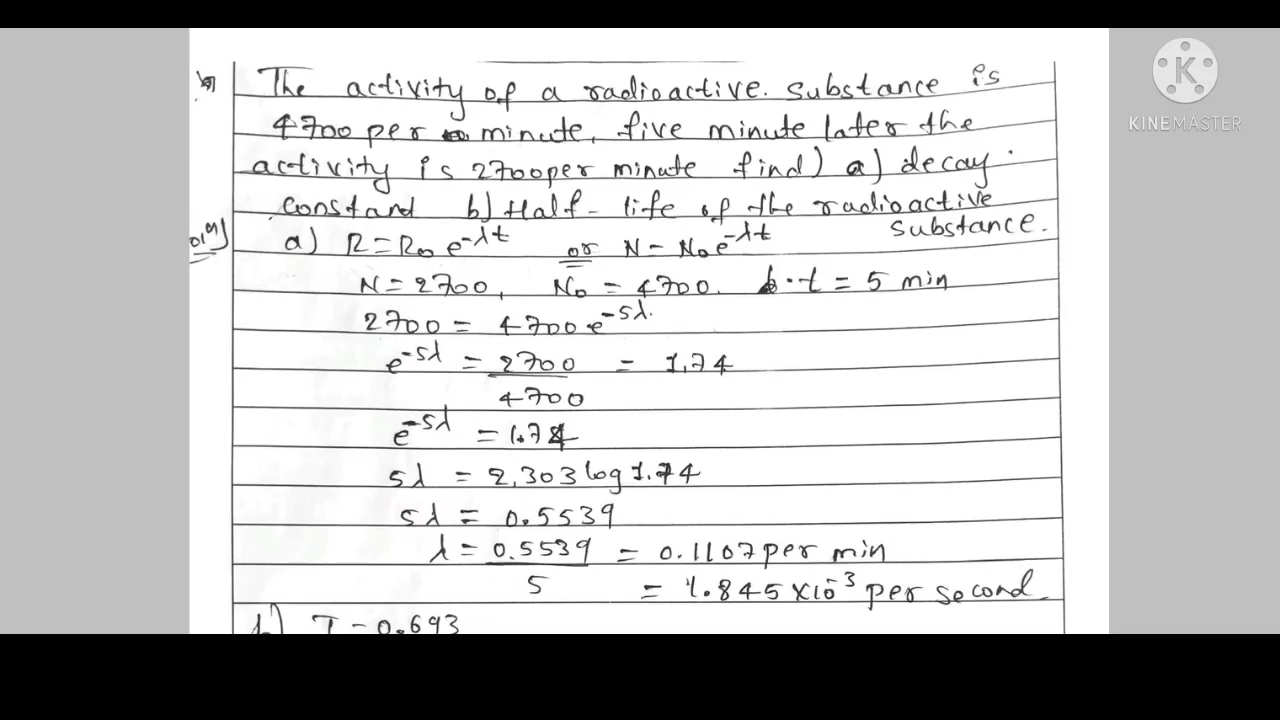 The activity of a radioactive. substance is
4700 per minute, five minute later the
activity is 2700 per minute find) a) decay
constand b) Half-life of the radioactive
substance.
a) R = R₀ e^-λt or N = N₀ e^-λt
N = 2700, N₀ = 4700. t = 5 min
2700 = 4700 e^-5λ.
e^-5λ = 2700/4700 = 1.74
e^-5λ = 1.74
5λ = 2.303 log 1.74
5λ = 0.5539
λ = 0.5539/5 = 0.1107 per min
= 1.845 × 10^-3 per second.
b) T = 0.693
K
KINEMASTER